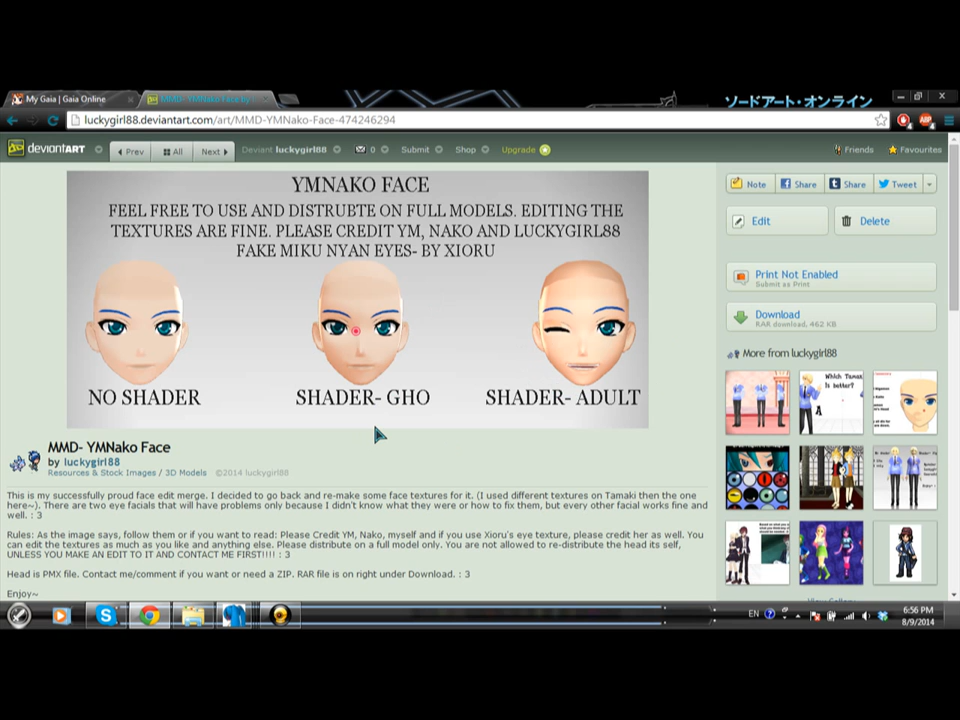 My Gaia | Gaia Online
MMD- YMNako Face by
ソードアート・オンライン
luckygirl88.deviantart.com/art/MMD-YMNako-Face-474246294
deviantART
Prev
All
Next
Deviant luckygirl88
0
Submit
Shop
Upgrade
Friends
Favourites
YMNAKO FACE
FEEL FREE TO USE AND DISTRUBTE ON FULL MODELS. EDITING THE
TEXTURES ARE FINE. PLEASE CREDIT YM, NAKO AND LUCKYGIRL88
FAKE MIKU NYAN EYES- BY XIORU
NO SHADER
SHADER- GHO
SHADER- ADULT
Note
Share
Share
Tweet
Edit
Delete
Print Not Enabled
Submit as Print
Download
RAR download, 462 KB
More from luckygirl88
Which Tamaki
is better?
A
MMD- YMNako Face
by luckygirl88
Resources & Stock Images / 3D Models ©2014 luckygirl88
This is my successfully proud face edit merge. I decided to go back and re-make some face textures for it. (I used different textures on Tamaki then the one
here~). There are two eye facials that will have problems only because I didn't know what they were or how to fix them, but every other facial works fine and
well. : 3
Rules: As the image says, follow them or if you want to read: Please Credit YM, Nako, myself and if you use Xioru's eye texture, please credit her as well. You
can edit the textures as much as you like and anything else. Please distribute on a full model only. You are not allowed to re-distribute the head its self,
UNLESS YOU MAKE AN EDIT TO IT AND CONTACT ME FIRST!!!! : 3
Head is PMX file. Contact me/comment if you want or need a ZIP. RAR file is on right under Download. : 3
Enjoy~
View Gallery
EN
6:56 PM
8/9/2014